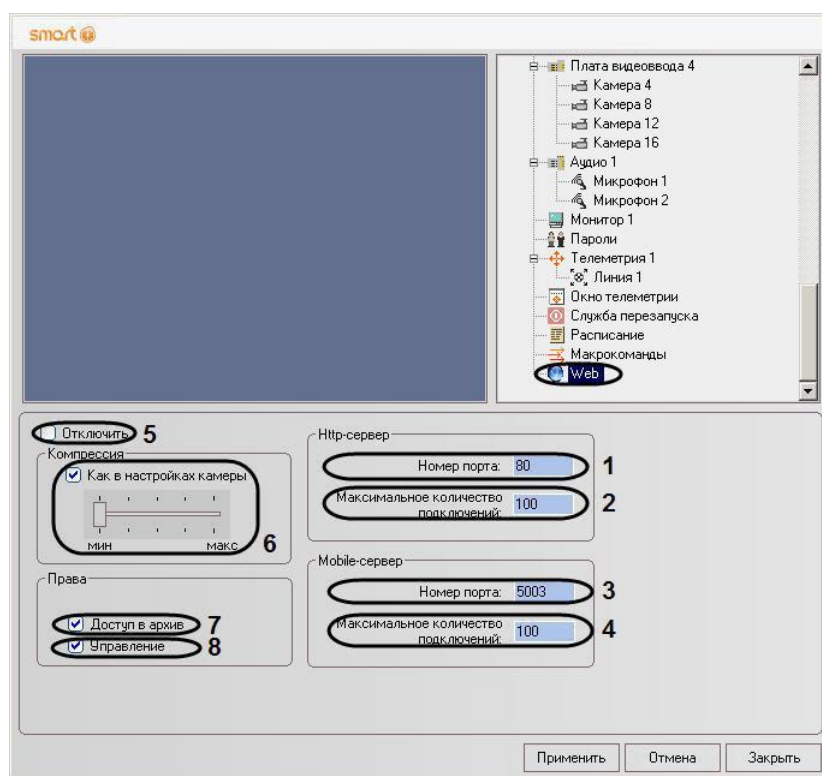 smart
Плата видеоввода 4
Камера 4
Камера 8
Камера 12
Камера 16
Аудио 1
Микрофон 1
Микрофон 2
Монитор 1
Пароли
Телеметрия 1
Линия 1
Окно телеметрии
Служба перезапуска
Расписание
Макрокоманды
Web
Отключить 5
Компрессия
Как в настройках камеры
мин макс 6
Права
Доступ в архив 7
Управление 8
Http-сервер
Номер порта: 80 1
Максимальное количество
подключений: 100 2
Mobile-сервер
Номер порта: 5003 3
Максимальное количество
подключений: 100 4
Применить Отмена Закрыть